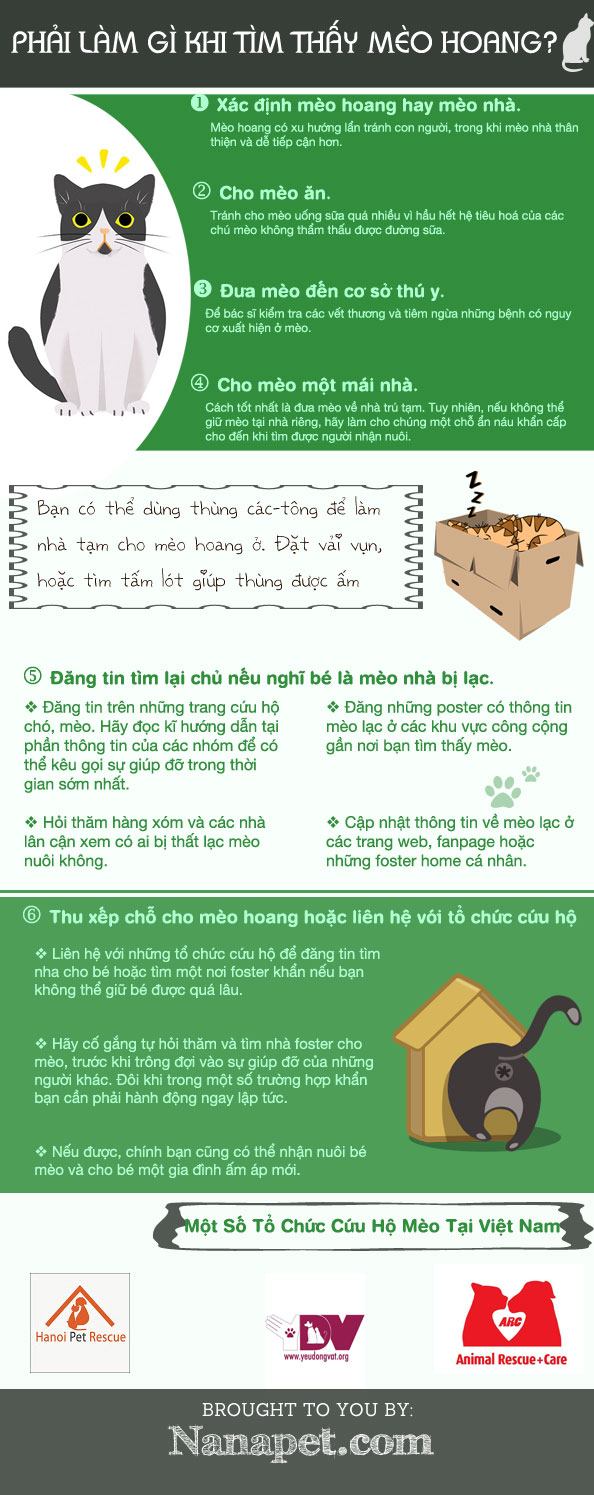 PHẢI LÀM GÌ KHI TÌM THẤY MÈO HOANG?
❶ Xác định mèo hoang hay mèo nhà.
Mèo hoang có xu hướng lẩn tránh con người, trong khi mèo nhà thân
thiện và dễ tiếp cận hơn.
② Cho mèo ăn.
Tránh cho mèo uống sữa quá nhiều vì hầu hết hệ tiêu hoá của các
chú mèo không thẩm thấu được đường sữa.
❸ Đưa mèo đến cơ sở thú y.
Để bác sĩ kiểm tra các vết thương và tiêm ngừa những bệnh có nguy
cơ xuất hiện ở mèo.
④ Cho mèo một mái nhà.
Cách tốt nhất là đưa mèo về nhà trú tạm. Tuy nhiên, nếu không thể
giữ mèo tại nhà riêng, hãy làm cho chúng một chỗ ẩn náu khẩn cấp
cho đến khi tìm được người nhận nuôi.
Bạn có thể dùng thùng các-tông để làm
nhà tạm cho mèo hoang ở. Đặt vải vụn,
hoặc tìm tấm lót giúp thùng được ấm
Z
Z
Z
⑤ Đăng tin tìm lại chủ nếu nghĩ bé là mèo nhà bị lạc.
❖ Đăng tin trên những trang cứu hộ
chó, mèo. Hãy đọc kĩ hướng dẫn tại
phần thông tin của các nhóm để có
thể kêu gọi sự giúp đỡ trong thời
gian sớm nhất.
❖ Hỏi thăm hàng xóm và các nhà
lân cận xem có ai bị thất lạc mèo
nuôi không.
❖ Đăng những poster có thông tin
mèo lạc ở các khu vực công cộng
gần nơi bạn tìm thấy mèo.
❖ Cập nhật thông tin về mèo lạc ở
các trang web, fanpage hoặc
những foster home cá nhân.
⑥ Thu xếp chỗ cho mèo hoang hoặc liên hệ với tổ chức cứu hộ
❖ Liên hệ với những tổ chức cứu hộ để đăng tin tìm
nha cho bé hoặc tìm một nơi foster khẩn nếu bạn
không thể giữ bé được quá lâu.
❖ Hãy cố gắng tự hỏi thăm và tìm nhà foster cho
mèo, trước khi trông đợi vào sự giúp đỡ của những
người khác. Đôi khi trong một số trường hợp khẩn
bạn cần phải hành động ngay lập tức.
❖ Nếu được, chính bạn cũng có thể nhận nuôi bé
mèo và cho bé một gia đình ấm áp mới.
Một Số Tổ Chức Cứu Hộ Mèo Tại Việt Nam
Hanoi Pet Rescue
YDV
www.yeudongvat.org
ARC
Animal Rescue+Care
BROUGHT TO YOU BY:
Nanapet.com